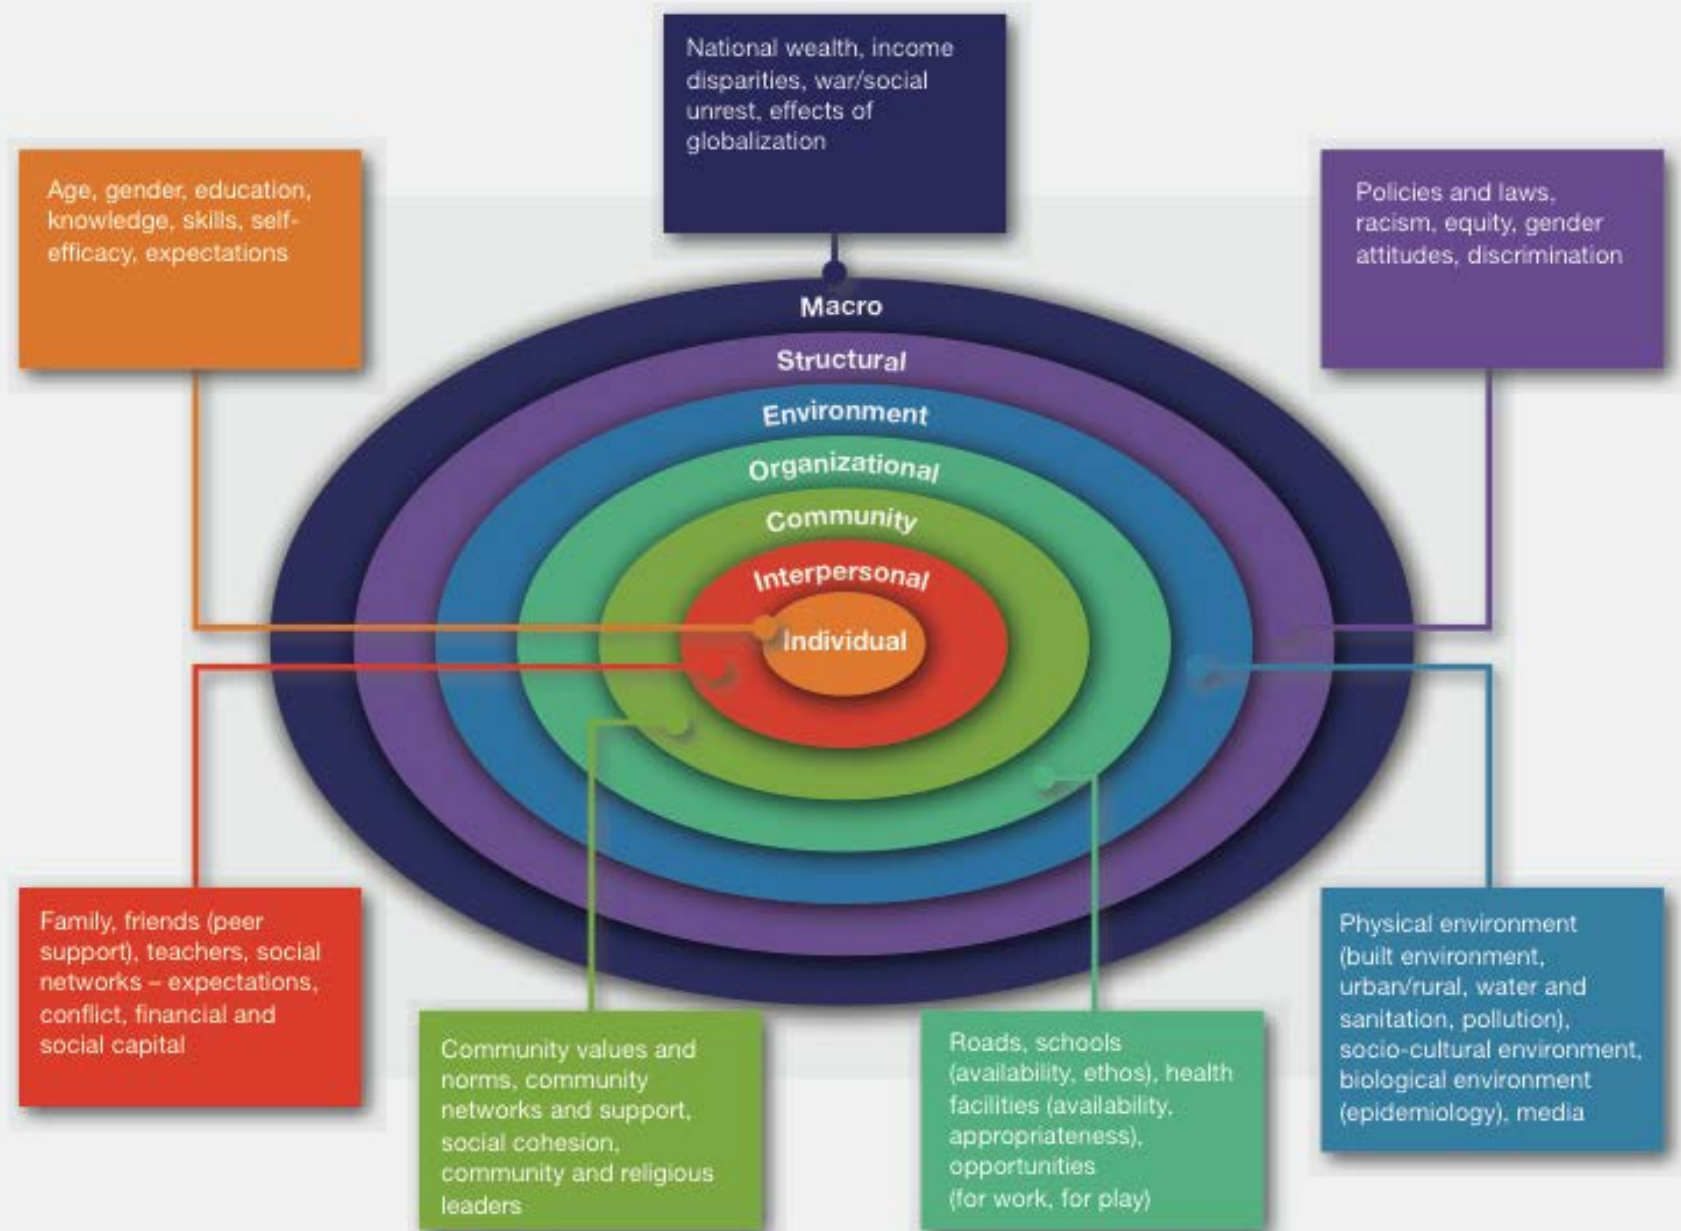 National wealth, income
disparities, war/social
unrest, effects of
globalization
Age, gender, education,
knowledge, skills, self-
efficacy, expectations
Policies and laws,
racism, equity, gender
attitudes, discrimination
Macro
Structural
Environment
Organizational
Community
Interpersonal
Individual
Family, friends (peer
support), teachers, social
networks – expectations,
conflict, financial and
social capital
Community values and
norms, community
networks and support,
social cohesion,
community and religious
leaders
Roads, schools
(availability, ethos), health
facilities (availability,
appropriateness),
opportunities
(for work, for play)
Physical environment
(built environment,
urban/rural, water and
sanitation, pollution),
socio-cultural environment,
biological environment
(epidemiology), media